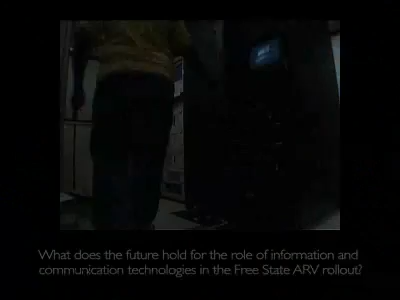 What does the future hold for the role of information and
communication technologies in the Free State ARV rollout?